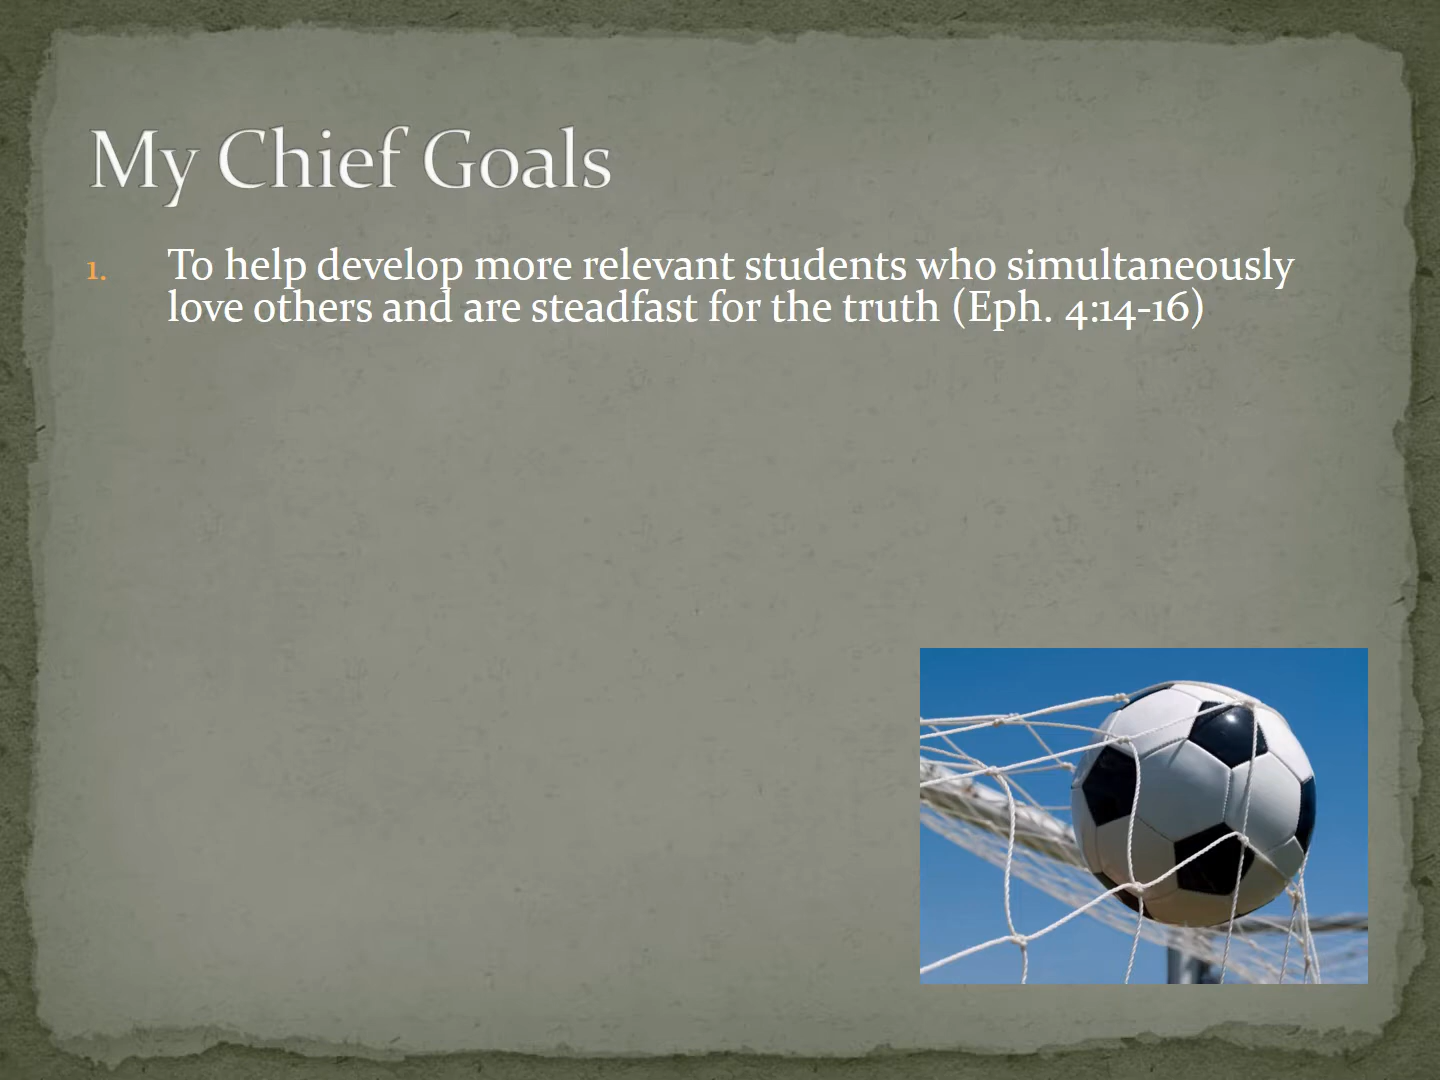 My Chief Goals
1. To help develop more relevant students who simultaneously
love others and are steadfast for the truth (Eph. 4:14-16)